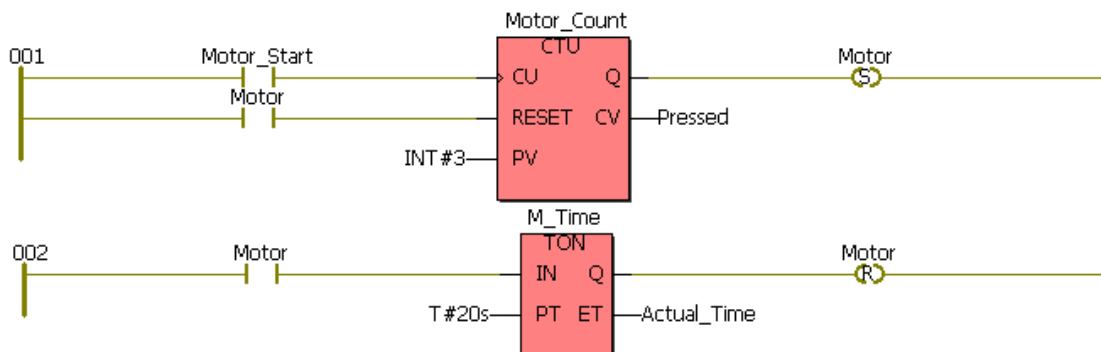 Motor_Count
001
CTU
Motor_Start
Motor
CU
Q
S
Motor
RESET
CV
Pressed
INT#3
PV
M_Time
002
TON
Motor
Motor
IN
Q
R
T#20s
PT
ET
Actual_Time